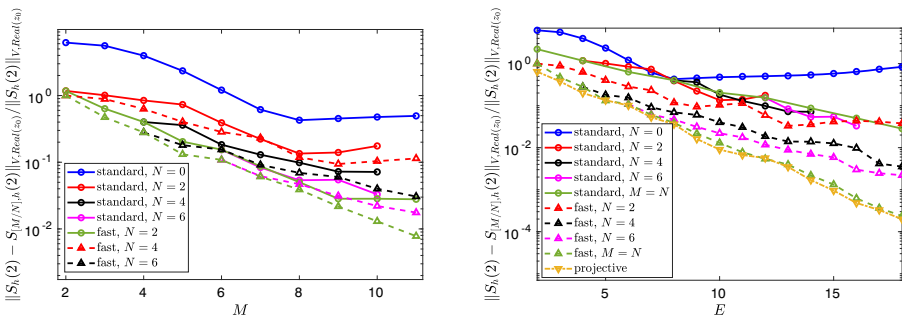 ||S_h(2) − S_{[M/N],h}(2)||_{V,Real(z_0)}/||S_h(2)||_{V,Real(z_0)}
10^0
10^{-1}
10^{-2}
standard, N = 0
standard, N = 2
standard, N = 4
standard, N = 6
fast, N = 2
fast, N = 4
fast, N = 6
2 4 6 8 10
M
||S_h(2) − S_{[M/N],h}(2)||_{V,Real(z_0)}/||S_h(2)||_{V,Real(z_0)}
10^0
10^{-2}
10^{-4}
standard, N = 0
standard, N = 2
standard, N = 4
standard, N = 6
standard, M = N
fast, N = 2
fast, N = 4
fast, N = 6
fast, M = N
projective
5 10 15
E